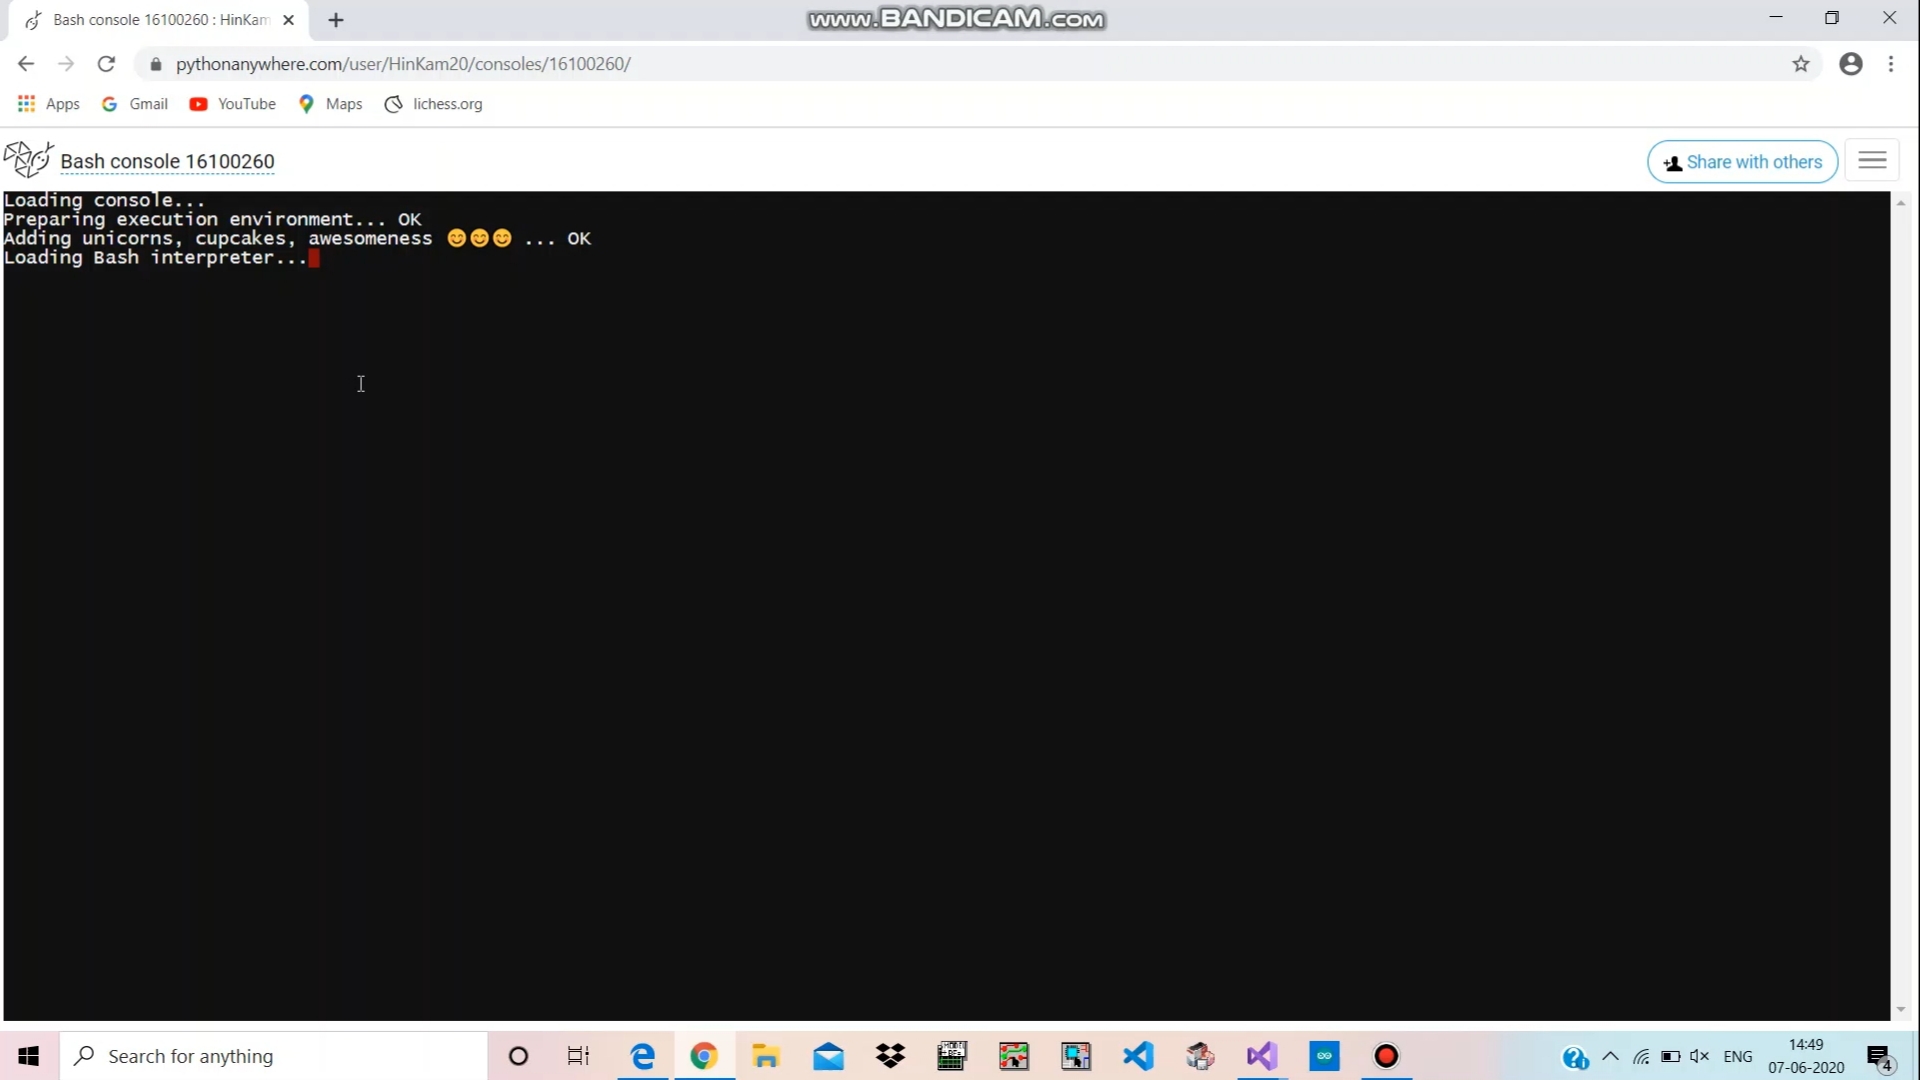 Bash console 16100260 : HinKam
www.BANDICAM.com
pythonanywhere.com/user/HinKam20/consoles/16100260/
Apps Gmail YouTube Maps lichess.org
Bash console 16100260
Share with others
Loading console...
Preparing execution environment... OK
Adding unicorns, cupcakes, awesomeness 😊😊😊 ... OK
Loading Bash interpreter...
Search for anything
ENG
14:49
07-06-2020
4